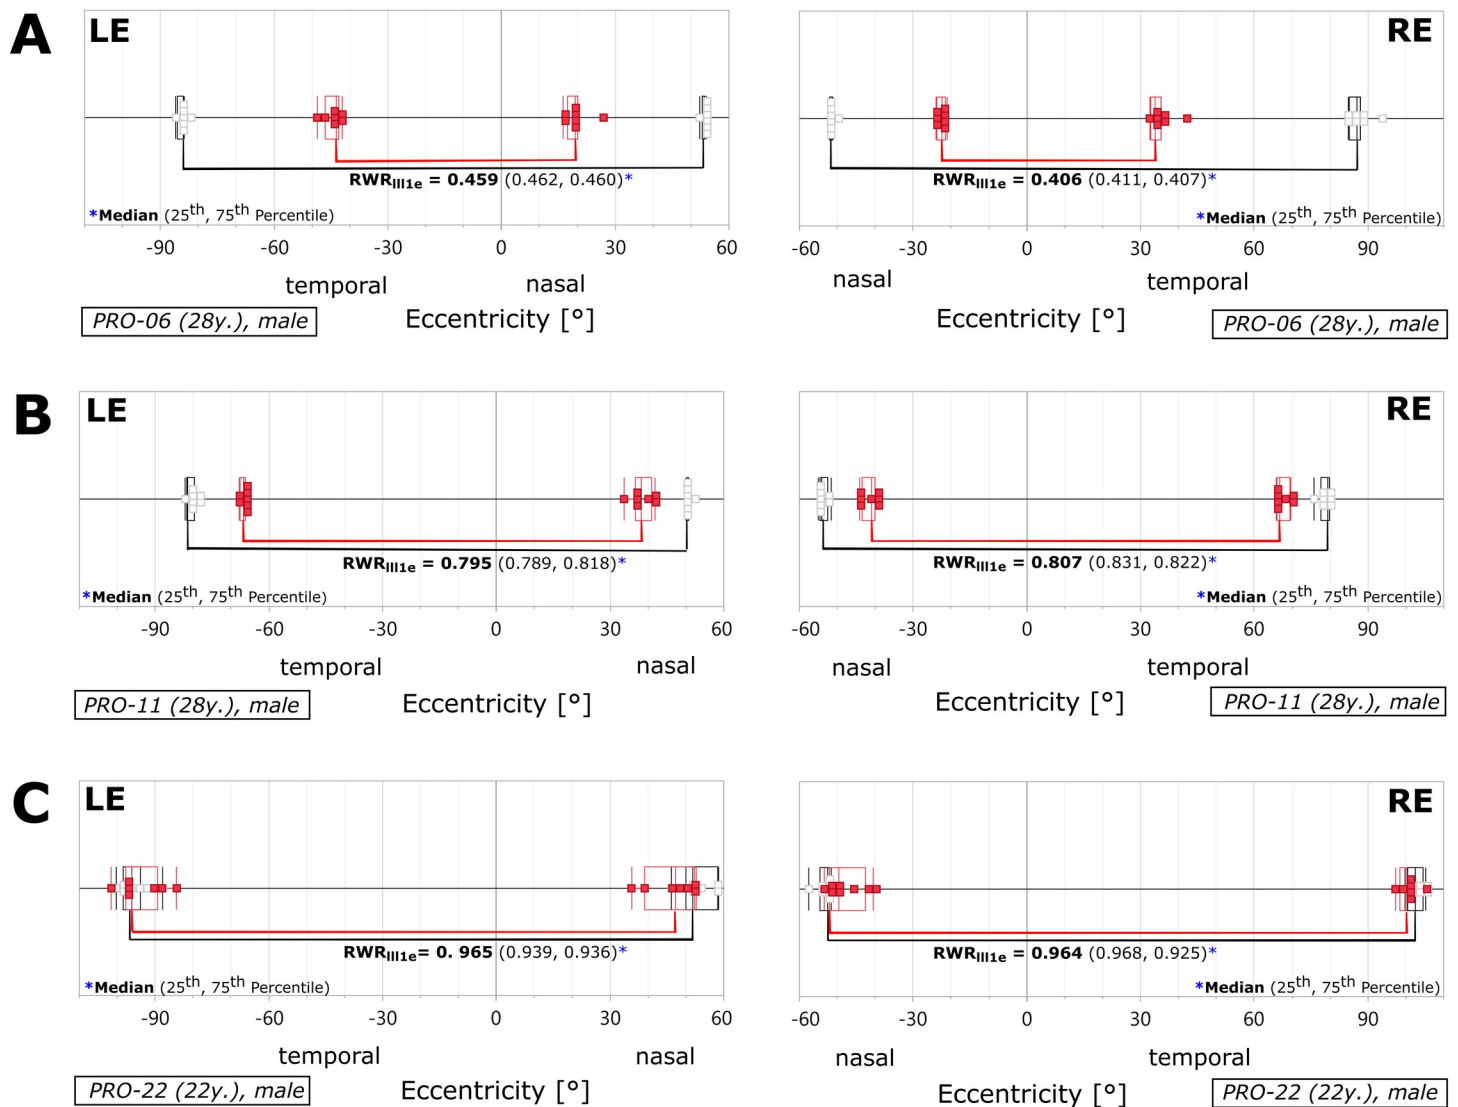 A
LE
RWRIII1e = 0.459 (0.462, 0.460)*
*Median (25th, 75th Percentile)
-90 -60 -30 0 30 60
temporal nasal
PRO-06 (28y.), male
Eccentricity [°]
RE
RWRIII1e = 0.406 (0.411, 0.407)*
*Median (25th, 75th Percentile)
-60 -30 0 30 60 90
nasal temporal
Eccentricity [°]
PRO-06 (28y.), male
B
LE
RWRIII1e = 0.795 (0.789, 0.818)*
*Median (25th, 75th Percentile)
-90 -60 -30 0 30 60
temporal nasal
PRO-11 (28y.), male
Eccentricity [°]
RE
RWRIII1e = 0.807 (0.831, 0.822)*
*Median (25th, 75th Percentile)
-60 -30 0 30 60 90
nasal temporal
Eccentricity [°]
PRO-11 (28y.), male
C
LE
RWRIII1e= 0. 965 (0.939, 0.936)*
*Median (25th, 75th Percentile)
-90 -60 -30 0 30 60
temporal nasal
PRO-22 (22y.), male
Eccentricity [°]
RE
RWRIII1e = 0.964 (0.968, 0.925)*
*Median (25th, 75th Percentile)
-60 -30 0 30 60 90
nasal temporal
Eccentricity [°]
PRO-22 (22y.), male